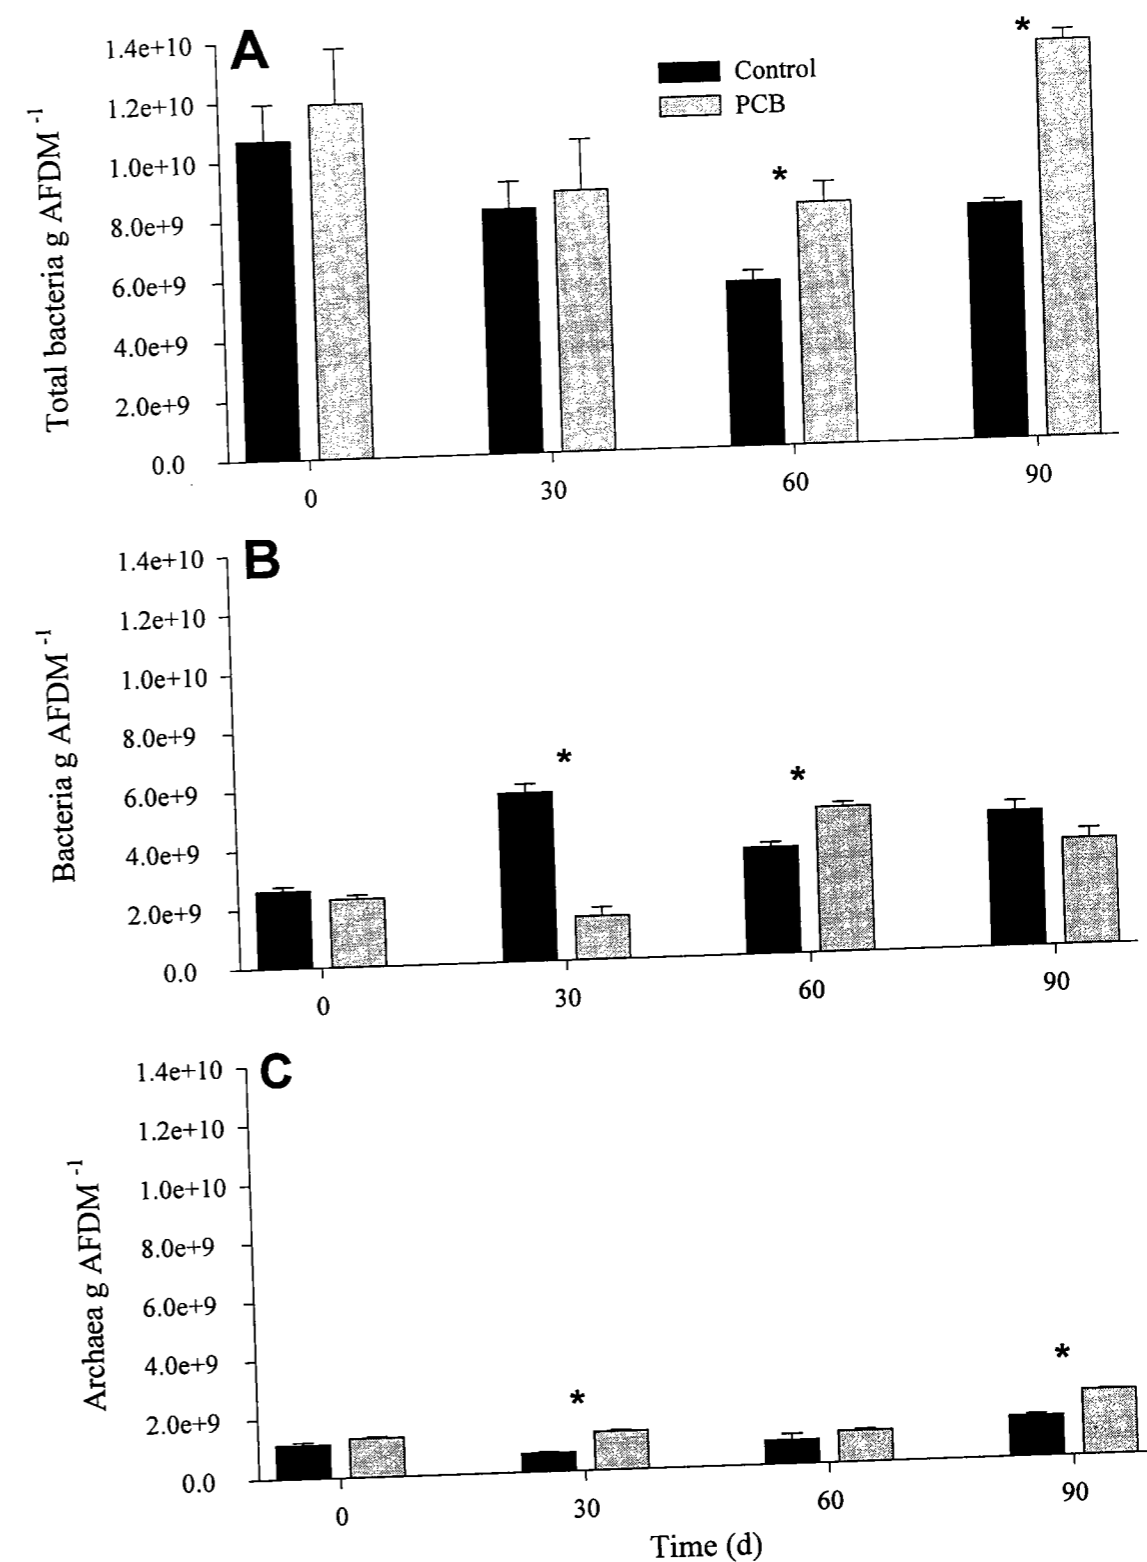 A
Total bacteria g AFDM -1
1.4e+10
1.2e+10
1.0e+10
8.0e+9
6.0e+9
4.0e+9
2.0e+9
0.0
Control
PCB
*
*
0 30 60 90
B
Bacteria g AFDM -1
1.4e+10
1.2e+10
1.0e+10
8.0e+9
6.0e+9
4.0e+9
2.0e+9
0.0
*
*
0 30 60 90
C
Archaea g AFDM -1
1.4e+10
1.2e+10
1.0e+10
8.0e+9
6.0e+9
4.0e+9
2.0e+9
0.0
*
*
0 30 60 90
Time (d)